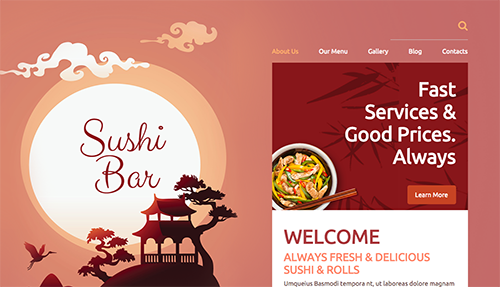 About Us Our Menu Gallery Blog Contacts
Sushi
Bar
Fast
Services &
Good Prices.
Always
Learn More
WELCOME
ALWAYS FRESH & DELICIOUS
SUSHI & ROLLS
Umqueius Basmodi tempora nt, ut laboreas dolore magnam